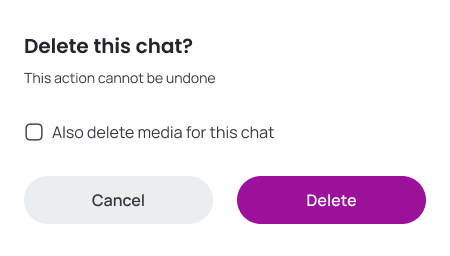 Delete this chat?
This action cannot be undone
Also delete media for this chat
Cancel
Delete